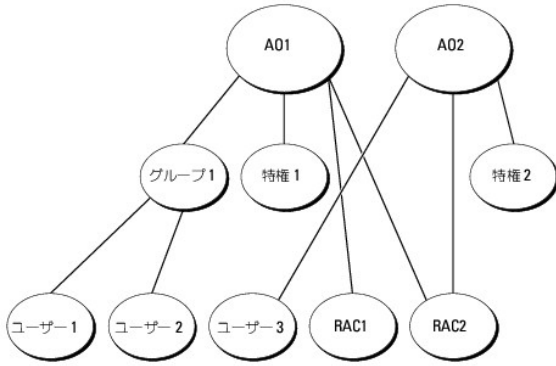 A01
A02
グループ1
特権 1
特権 2
ユーザー 1
ユーザー 2
ユーザー 3
RAC1
RAC2